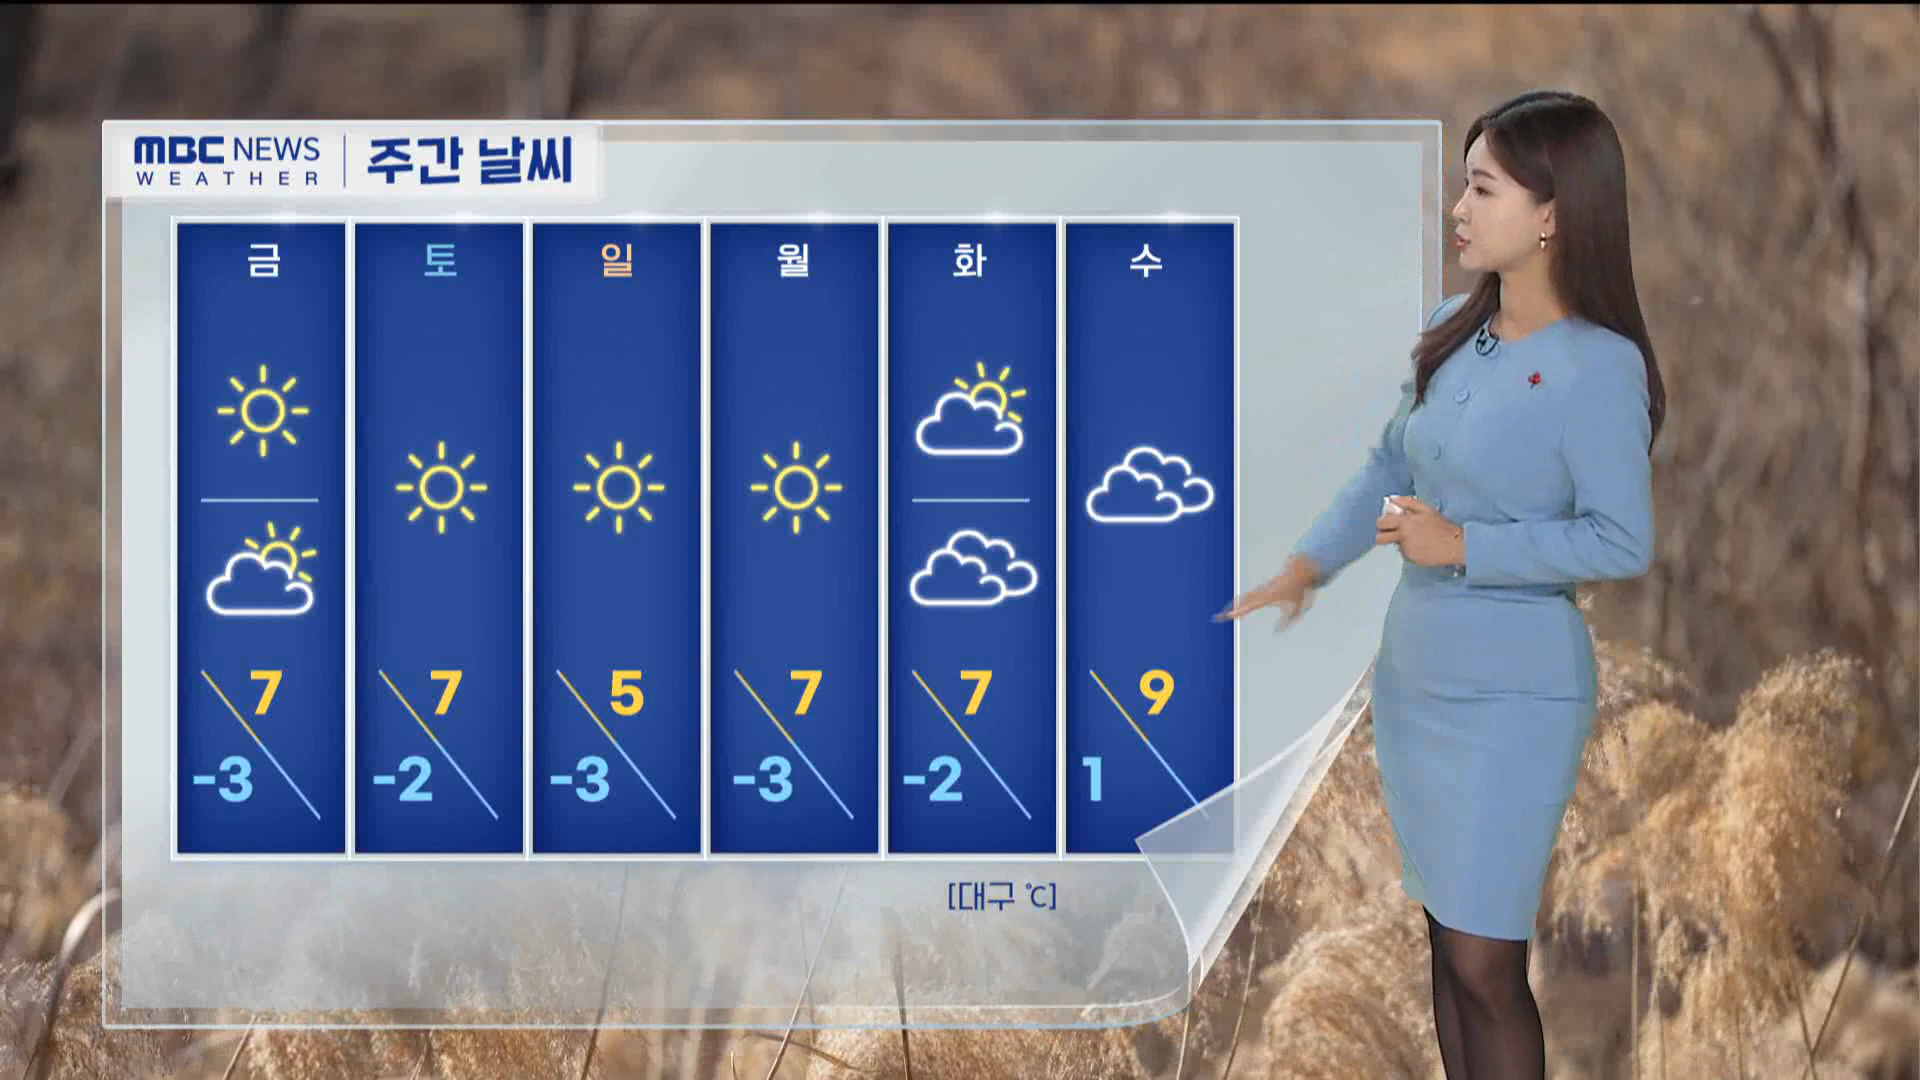 MBC NEWS
WEATHER
주간 날씨
금 토 일 월 화 수
7 7 5 7 7 9
-3 -2 -3 -3 -2 1
[대구 ℃]